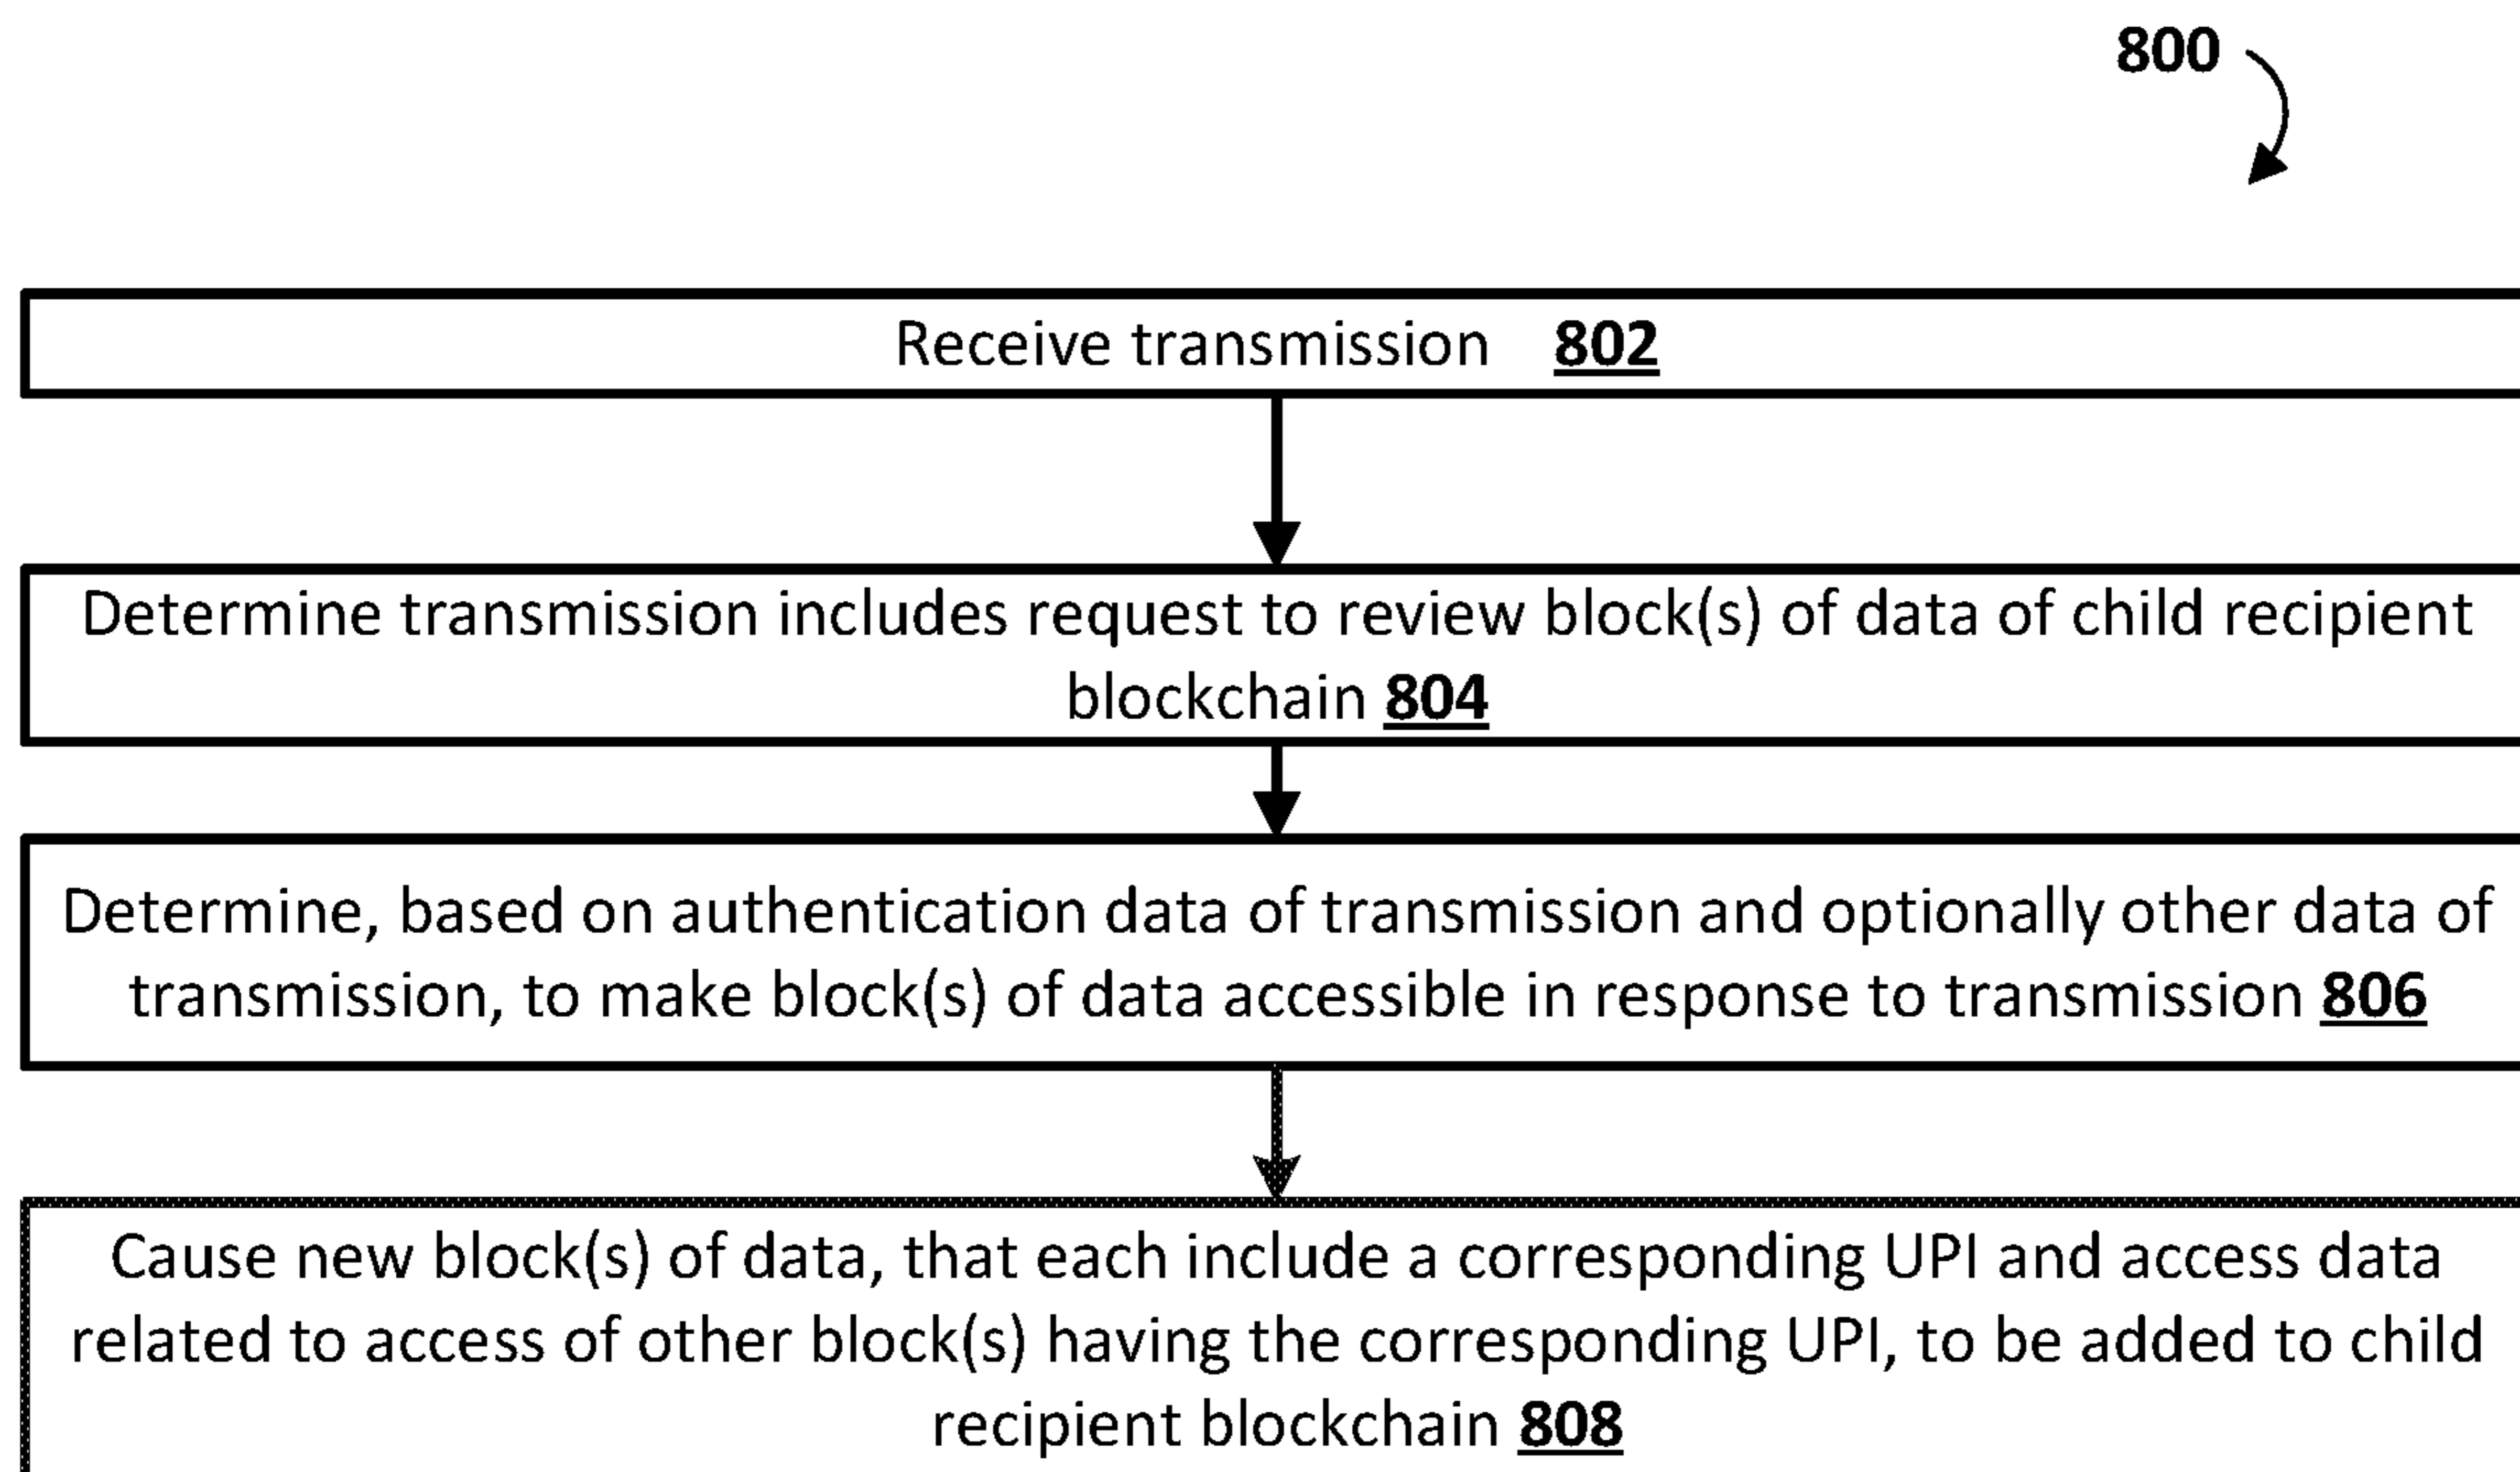 800
Receive transmission 802
Determine transmission includes request to review block(s) of data of child recipient
blockchain 804
Determine, based on authentication data of transmission and optionally other data of
transmission, to make block(s) of data accessible in response to transmission 806
Cause new block(s) of data, that each include a corresponding UPI and access data
related to access of other block(s) having the corresponding UPI, to be added to child
recipient blockchain 808